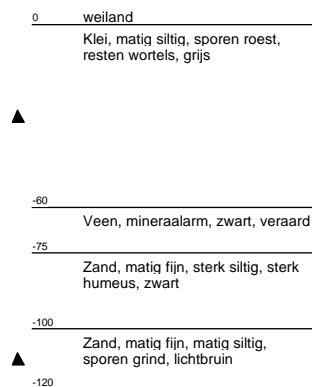 0 weiland
Klei, matig siltig, sporen roest,
resten wortels, grijs
-60
Veen, mineraalarm, zwart, veraard
-75
Zand, matig fijn, sterk siltig, sterk
humeus, zwart
-100
Zand, matig fijn, matig siltig,
sporen grind, lichtbruin
-120